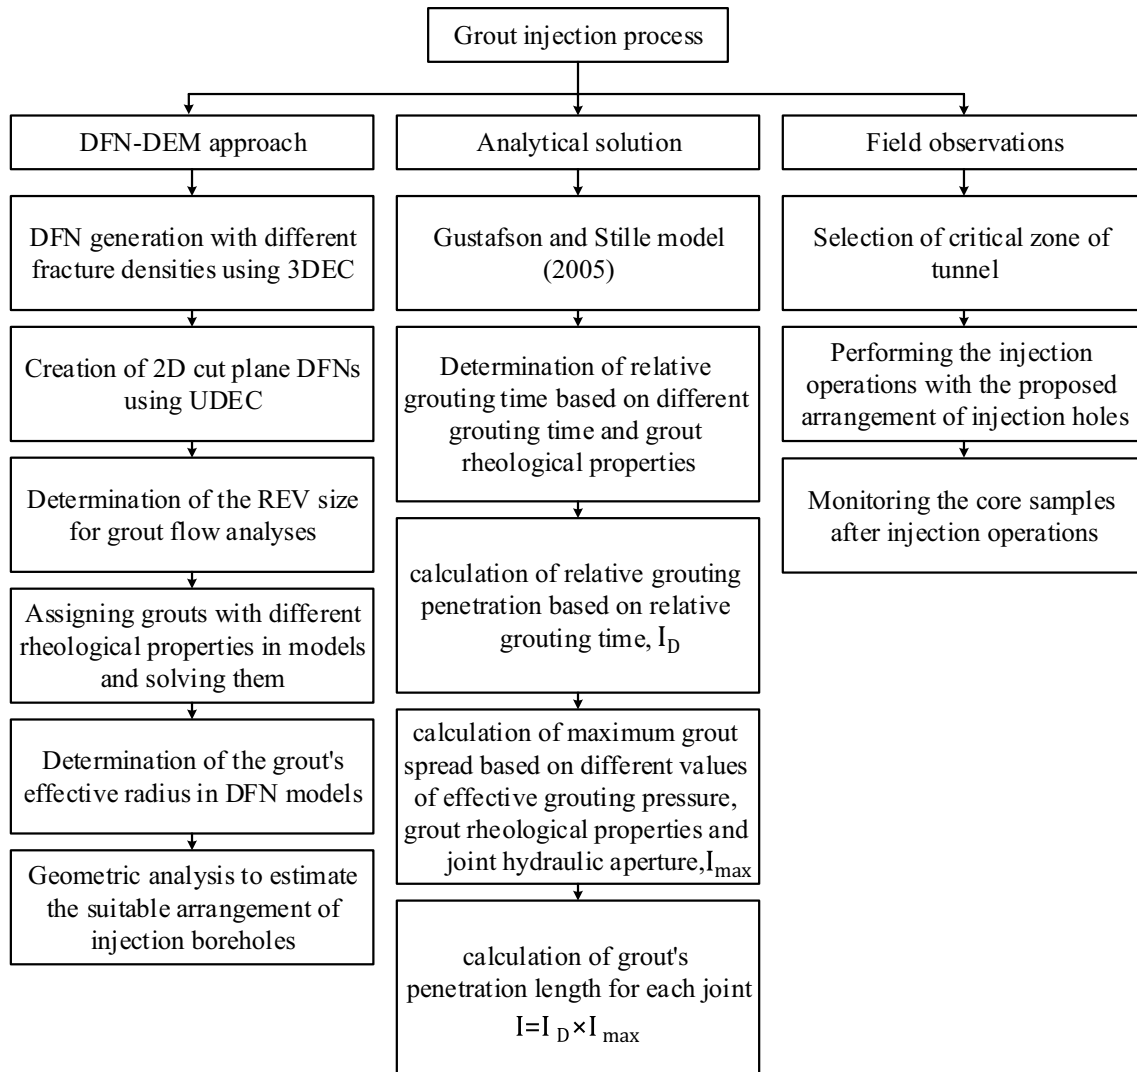 Grout injection process
DFN-DEM approach
DFN generation with different
fracture densities using 3DEC
Creation of 2D cut plane DFNs
using UDEC
Determination of the REV size
for grout flow analyses
Assigning grouts with different
rheological properties in models
and solving them
Determination of the grout's
effective radius in DFN models
Geometric analysis to estimate
the suitable arrangement of
injection boreholes
Analytical solution
Gustafson and Stille model
(2005)
Determination of relative
grouting time based on different
grouting time and grout
rheological properties
calculation of relative grouting
penetration based on relative
grouting time, I_D
calculation of maximum grout
spread based on different values
of effective grouting pressure,
grout rheological properties and
joint hydraulic aperture,I_max
calculation of grout's
penetration length for each joint
I=I_D×I_max
Field observations
Selection of critical zone of
tunnel
Performing the injection
operations with the proposed
arrangement of injection holes
Monitoring the core samples
after injection operations